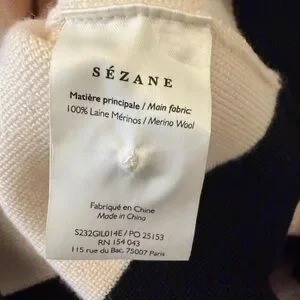 SÉZANE
Matière principale / Main fabric:
100% Laine Mérinos / Merino Wool
Fabriqué en Chine
Made in China
S232GIL014E / PO 25153
RN 154 043
115 rue du Bac. 75007 Paris